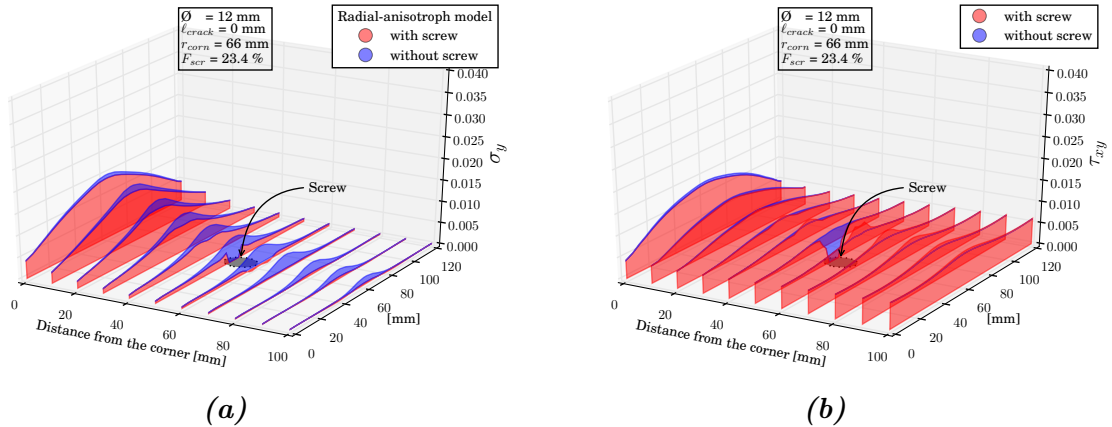 Ø = 12 mm
ℓcrack = 0 mm
rcorn = 66 mm
Fscr = 23.4 %
Radial-anisotroph model
with screw
without screw
0.040
0.035
0.030
0.025
0.020
0.015
0.010
0.005
0.000
σy
Screw
0
20
40
60
80
100
Distance from the corner [mm]
0
20
40
60
80
100
120
[mm]
(a)
Ø = 12 mm
ℓcrack = 0 mm
rcorn = 66 mm
Fscr = 23.4 %
with screw
without screw
0.040
0.035
0.030
0.025
0.020
0.015
0.010
0.005
0.000
τxy
Screw
0
20
40
60
80
100
Distance from the corner [mm]
0
20
40
60
80
100
120
[mm]
(b)